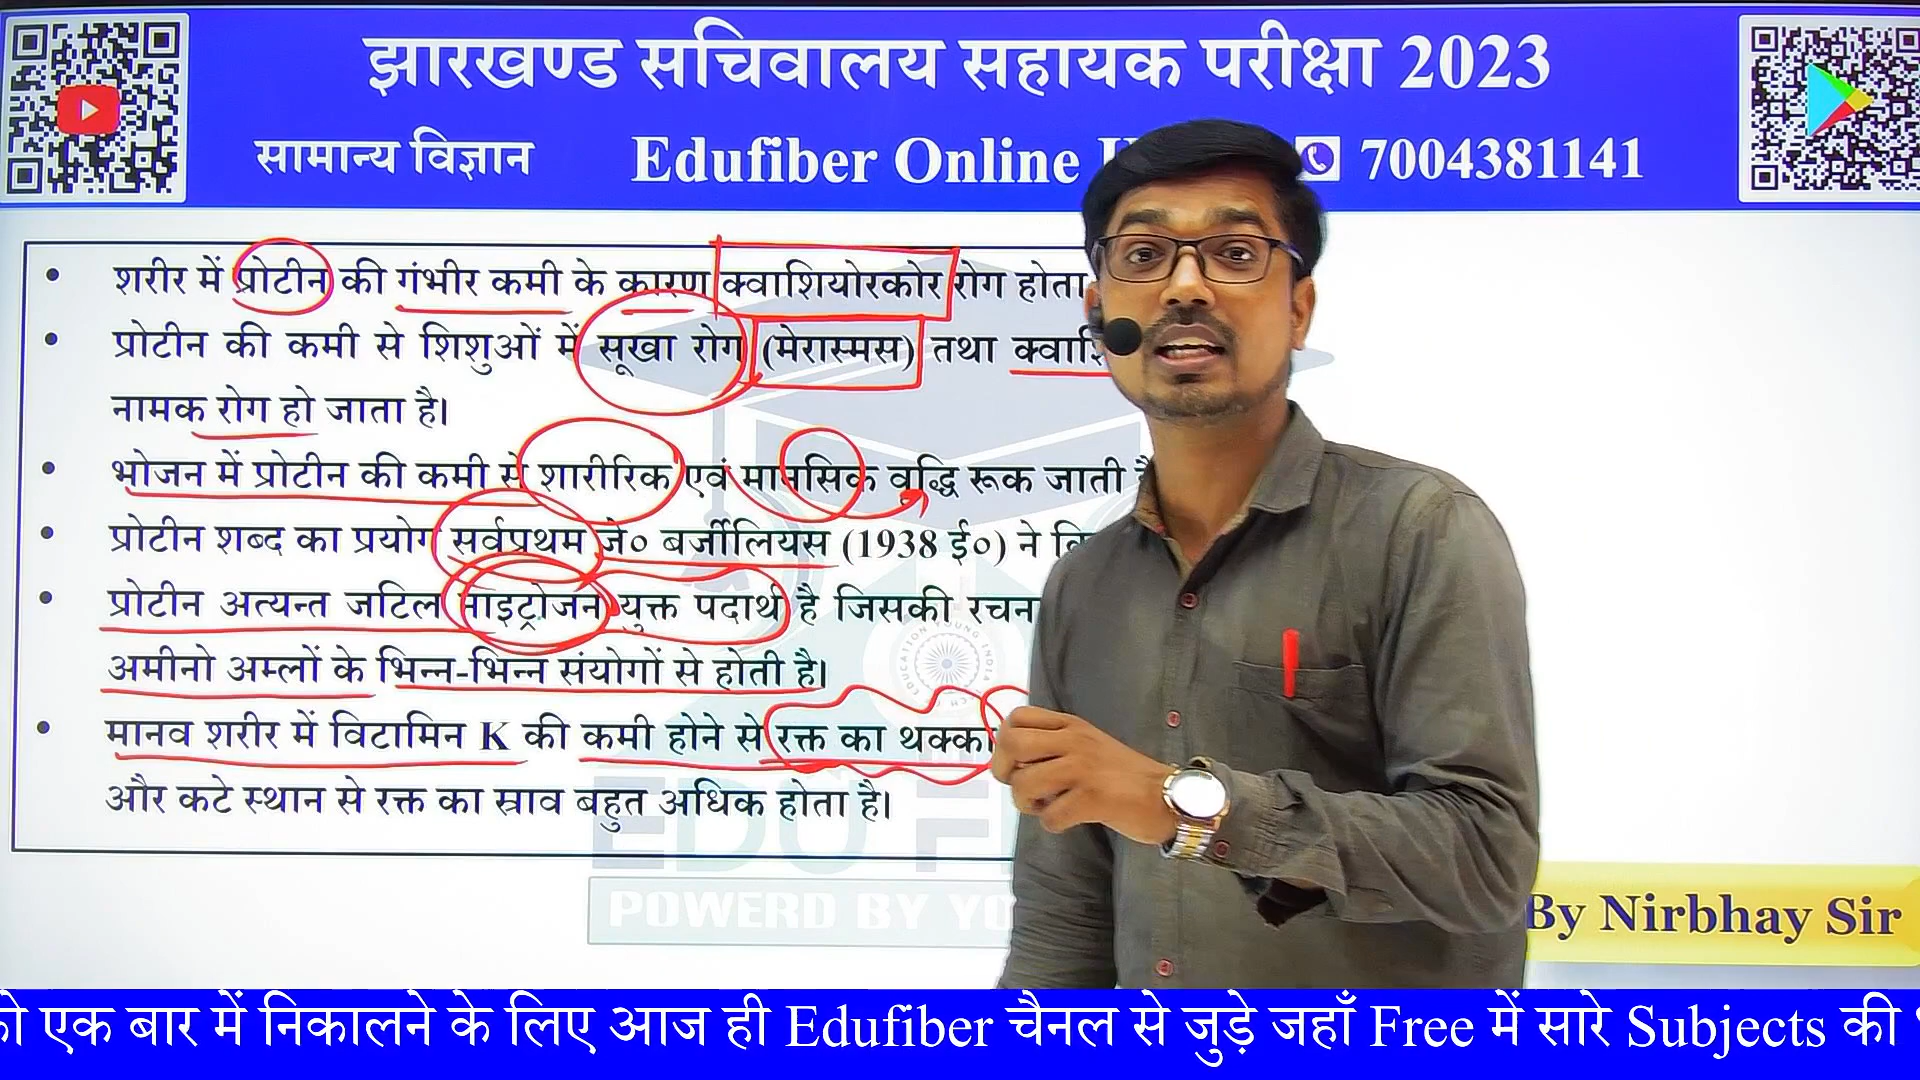 झारखण्ड सचिवालय सहायक परीक्षा 2023
सामान्य विज्ञान Edufiber Online 7004381141
• शरीर में प्रोटीन की गंभीर कमी के कारण क्वाशियोरकोर रोग होता
• प्रोटीन की कमी से शिशुओं में सूखा रोग (मेरास्मस) तथा
नामक रोग हो जाता है।
• भोजन में प्रोटीन की कमी से शारीरिक एवं मानसिक वृद्धि रूक जाती
• प्रोटीन शब्द का प्रयोग सर्वप्रथम जे० बर्जीलियस (1938 ई०) ने
• प्रोटीन अत्यन्त जटिल नाइट्रोजन युक्त पदार्थ है जिसकी
अमीनो अम्लों के भिन्न-भिन्न संयोगों से होती है।
• मानव शरीर में विटामिन K की कमी होने से रक्त का थक्का
और कटे स्थान से रक्त का स्राव बहुत अधिक होता है।
POWERD BY
By Nirbhay Sir
एक बार में निकालने के लिए आज ही Edufiber चैनल से जुड़े जहाँ Free में सारे Subjects की